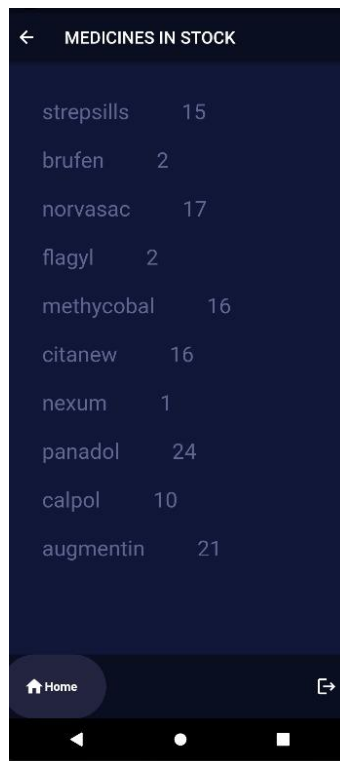 MEDICINES IN STOCK
strepsills 15
brufen 2
norvasac 17
flagyl 2
methycobal 16
citanew 16
nexum 1
panadol 24
calpol 10
augmentin 21
Home